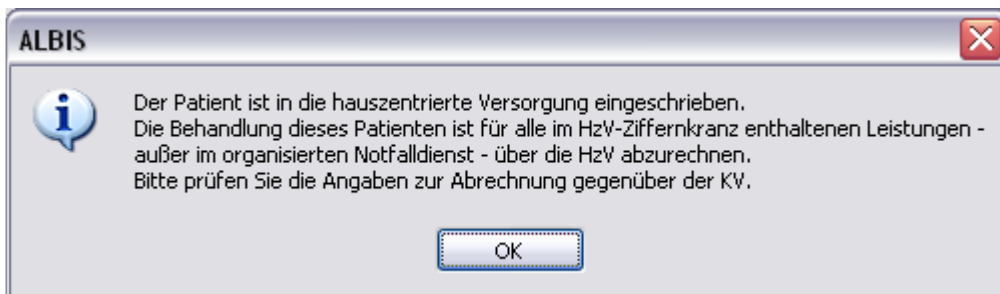 ALBIS
Der Patient ist in die hauszentrierte Versorgung eingeschrieben.
Die Behandlung dieses Patienten ist für alle im HzV-Ziffernkranz enthaltenen Leistungen -
außer im organisierten Notfalldienst - über die HzV abzurechnen.
Bitte prüfen Sie die Angaben zur Abrechnung gegenüber der KV.
OK